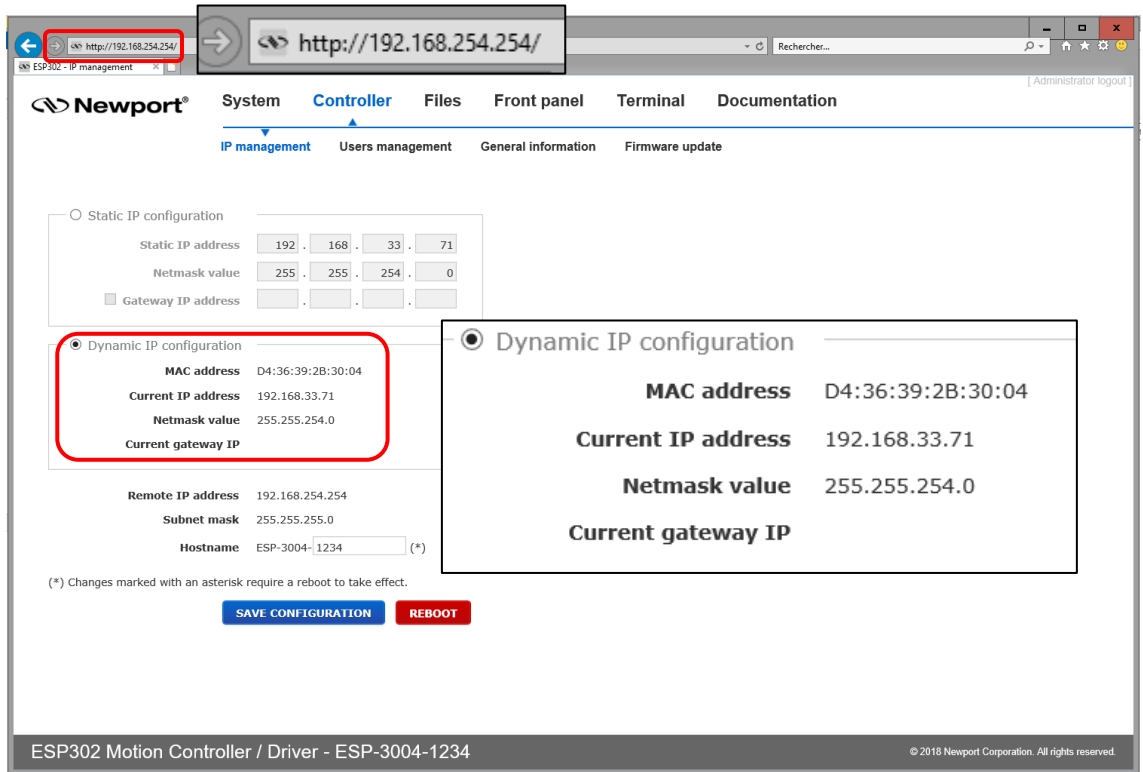 http://192.168.254.254/
http://192.168.254.254/
Rechercher...
ESP302 - IP management
[ Administrator logout ]
Newport®
System Controller Files Front panel Terminal Documentation
IP management Users management General information Firmware update
Static IP configuration
Static IP address 192 . 168 . 33 . 71
Netmask value 255 . 255 . 254 . 0
Gateway IP address . . .
Dynamic IP configuration
MAC address D4:36:39:2B:30:04
Current IP address 192.168.33.71
Netmask value 255.255.254.0
Current gateway IP
Dynamic IP configuration
MAC address D4:36:39:2B:30:04
Current IP address 192.168.33.71
Netmask value 255.255.254.0
Current gateway IP
Remote IP address 192.168.254.254
Subnet mask 255.255.255.0
Hostname ESP-3004- 1234 (*)
(*) Changes marked with an asterisk require a reboot to take effect.
SAVE CONFIGURATION REBOOT
ESP302 Motion Controller / Driver - ESP-3004-1234
© 2018 Newport Corporation. All rights reserved.